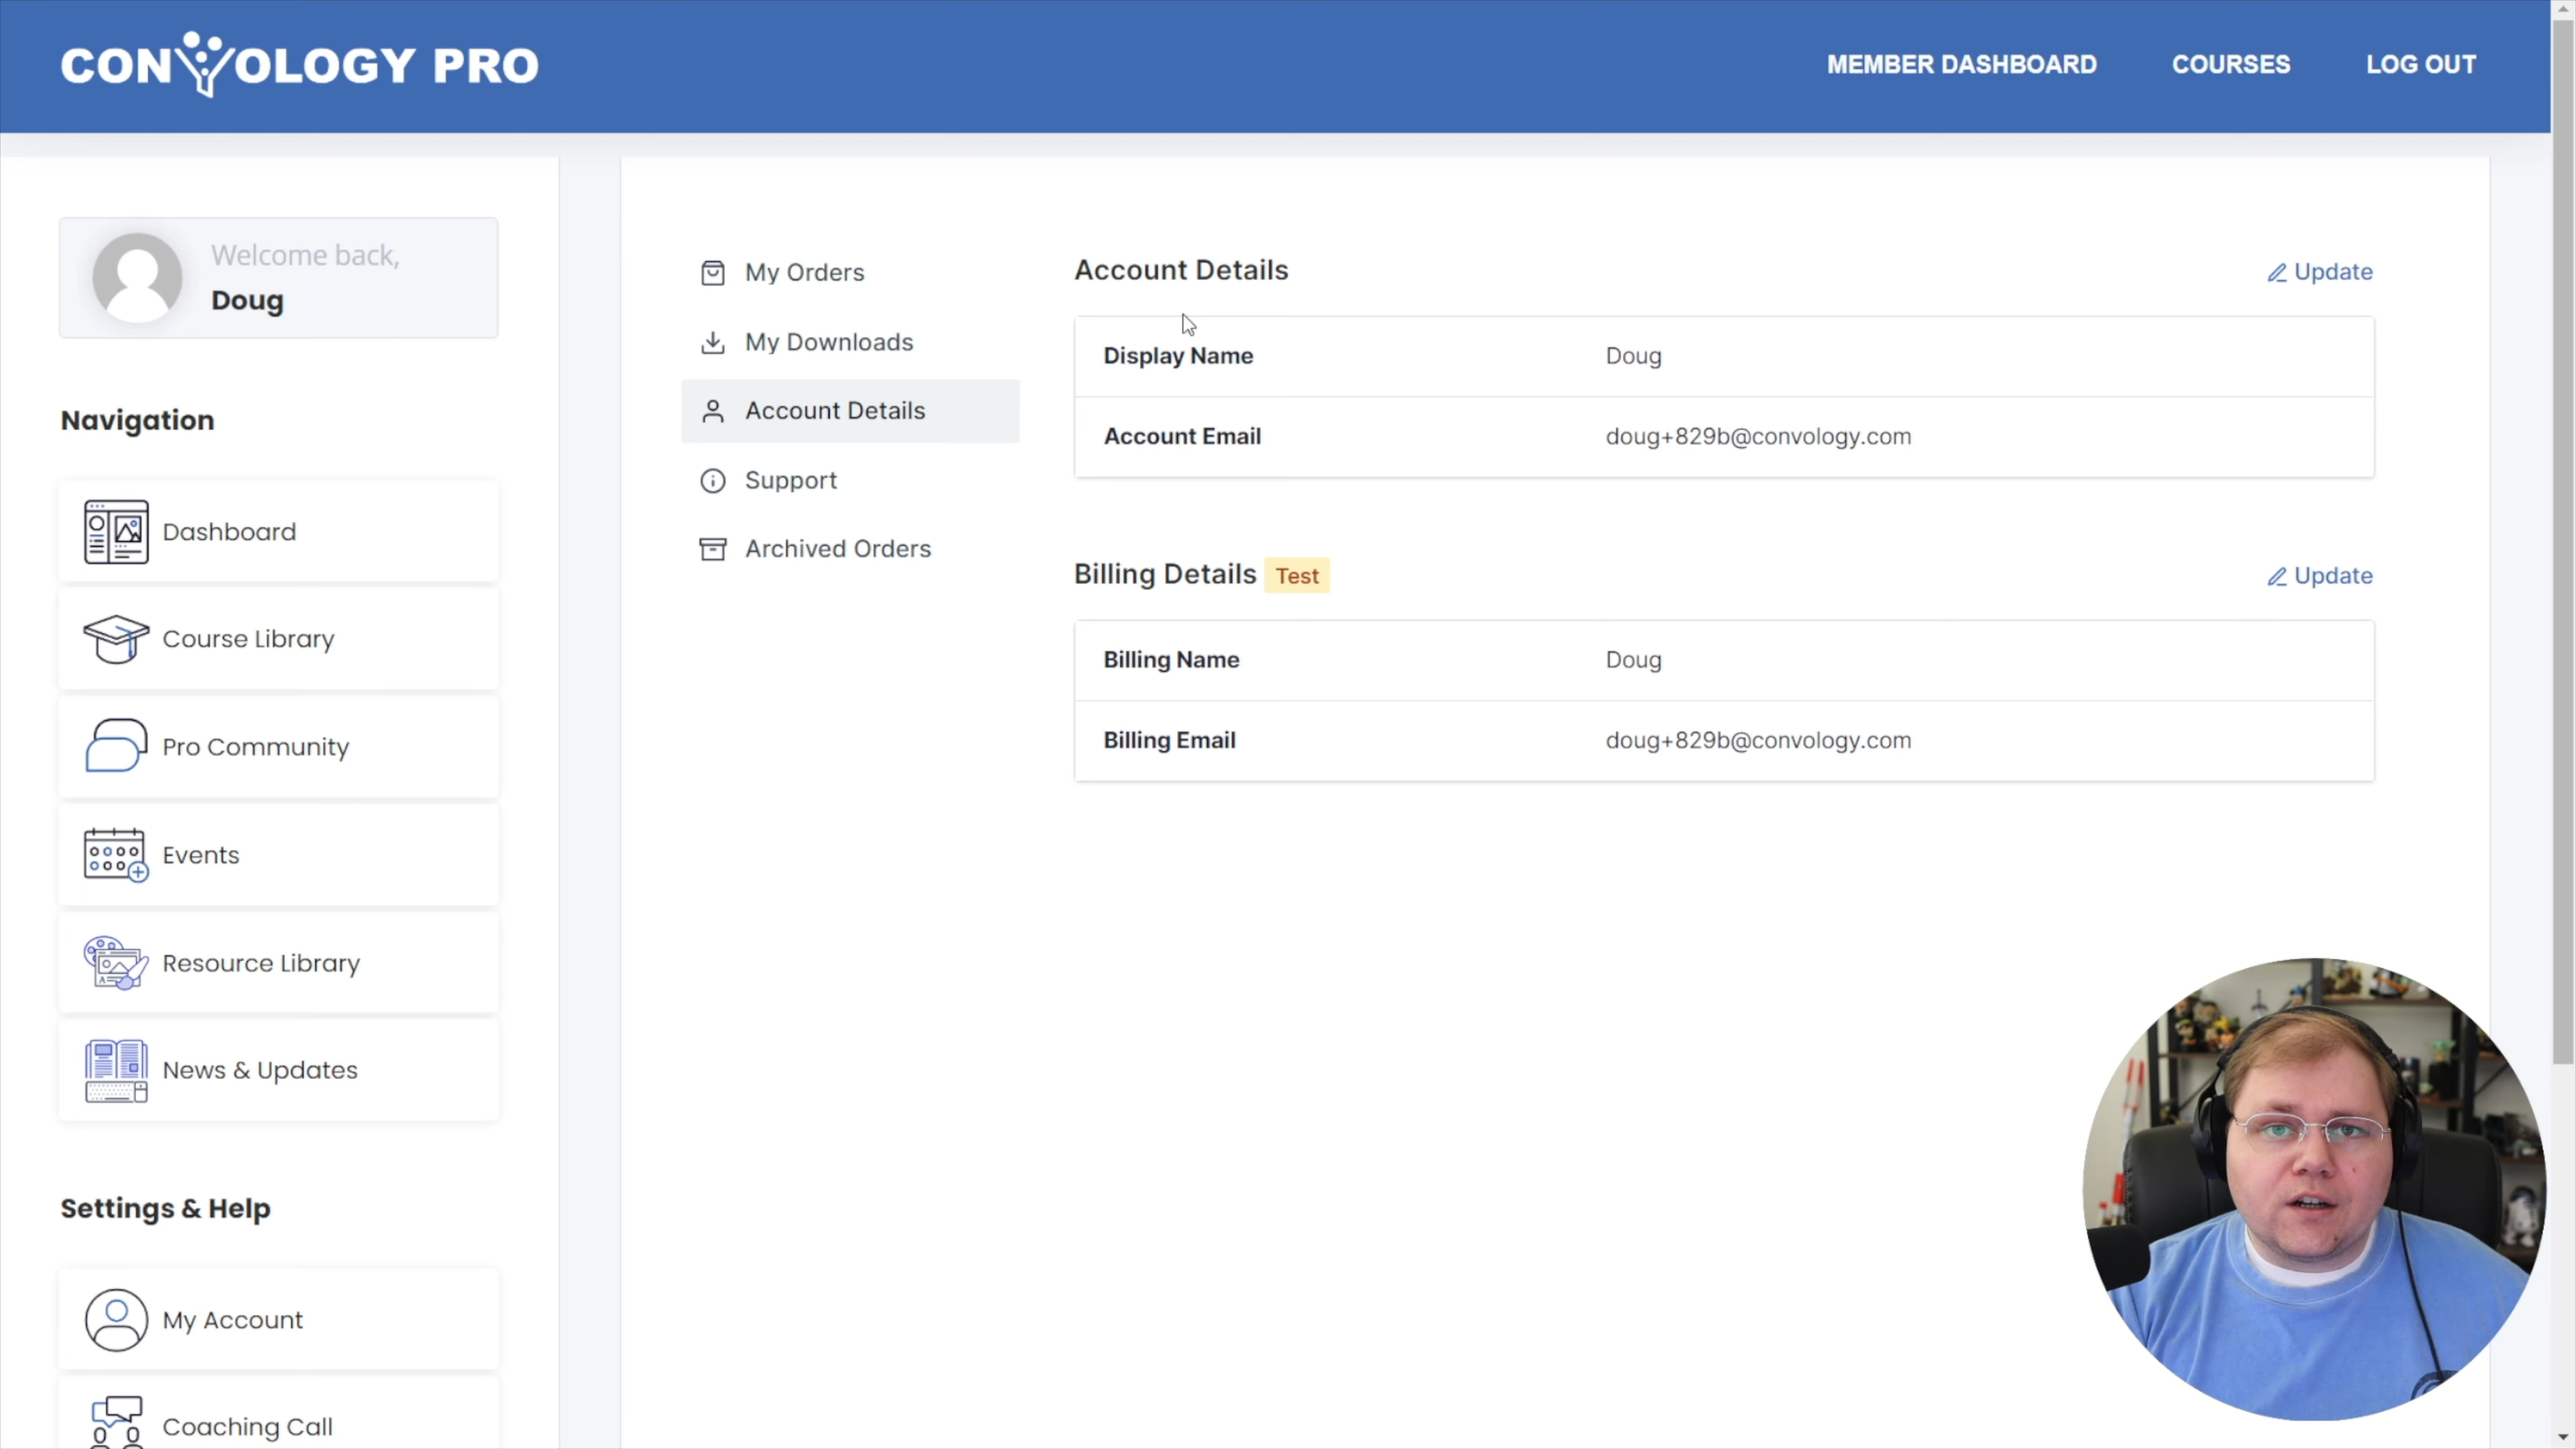 CONVOLOGY PRO
MEMBER DASHBOARD
COURSES
LOG OUT
Welcome back,
Doug
Navigation
Dashboard
Course Library
Pro Community
Events
Resource Library
News & Updates
Settings & Help
My Account
Coaching Call
My Orders
My Downloads
Account Details
Support
Archived Orders
Account Details
Update
Display Name Doug
Account Email doug+829b@convology.com
Billing Details Test
Update
Billing Name Doug
Billing Email doug+829b@convology.com